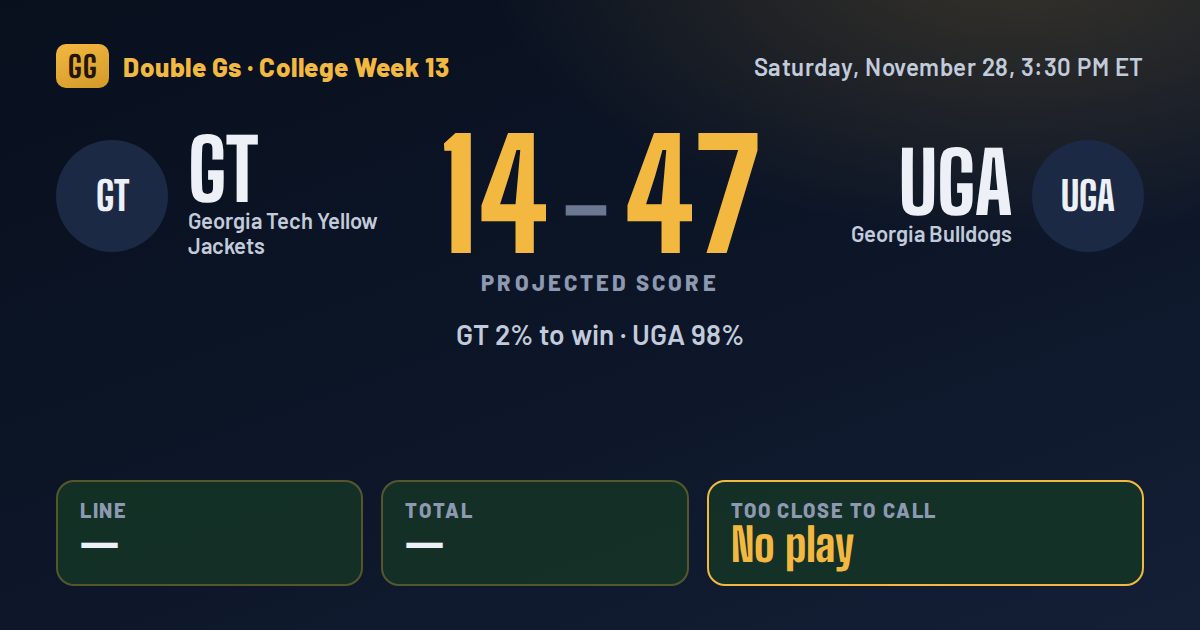 GG Double Gs · College Week 13
Saturday, November 28, 3:30 PM ET
GT
GT
Georgia Tech Yellow
Jackets
14 – 47
PROJECTED SCORE
GT 2% to win · UGA 98%
UGA
Georgia Bulldogs
UGA
LINE
—
TOTAL
—
TOO CLOSE TO CALL
No play